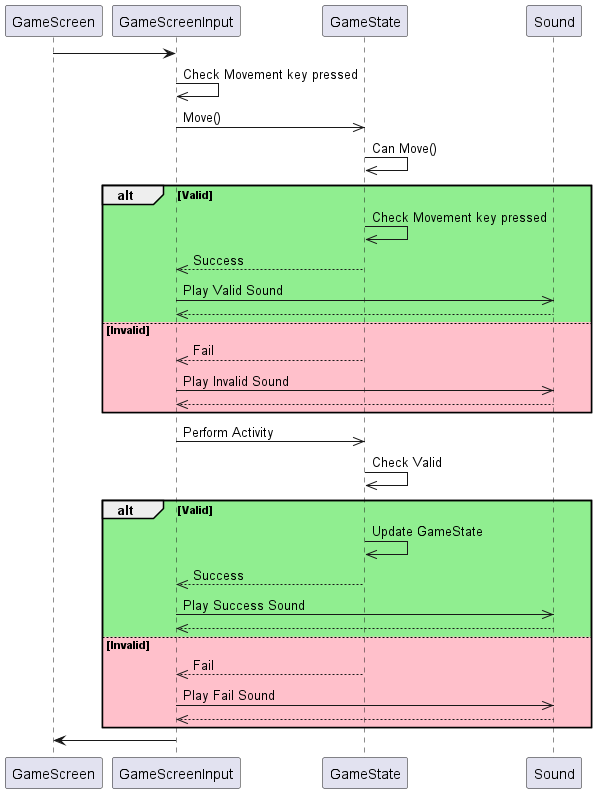 GameScreen GameScreenInput GameState Sound
Check Movement key pressed
Move()
Can Move()
alt [Valid]
Check Movement key pressed
Success
Play Valid Sound
[Invalid]
Fail
Play Invalid Sound
Perform Activity
Check Valid
alt [Valid]
Update GameState
Success
Play Success Sound
[Invalid]
Fail
Play Fail Sound
GameScreen GameScreenInput GameState Sound